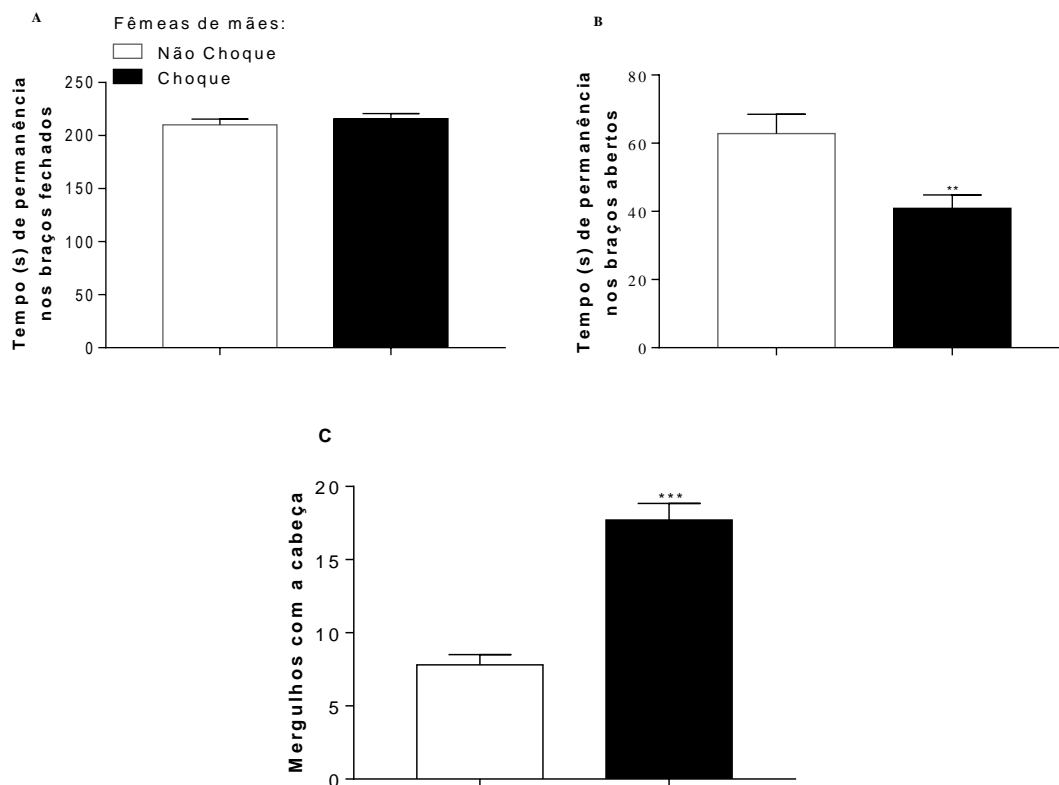 A
Fêmeas de mães:
Não Choque
Choque
Tempo (s) de permanência
nos braços fechados
250
200
150
100
50
0
B
Tempo (s) de permanência
nos braços abertos
80
60
40
20
0
**
C
Mergulhos com a cabeça
20
15
10
5
0
***